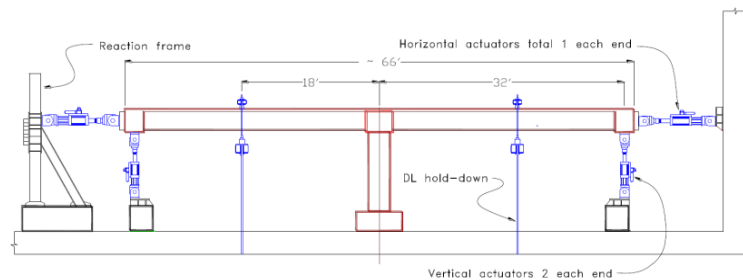 Reaction frame
Horizontal actuators total 1 each end
~ 66'
18'
32'
DL hold-down
Vertical actuators 2 each end